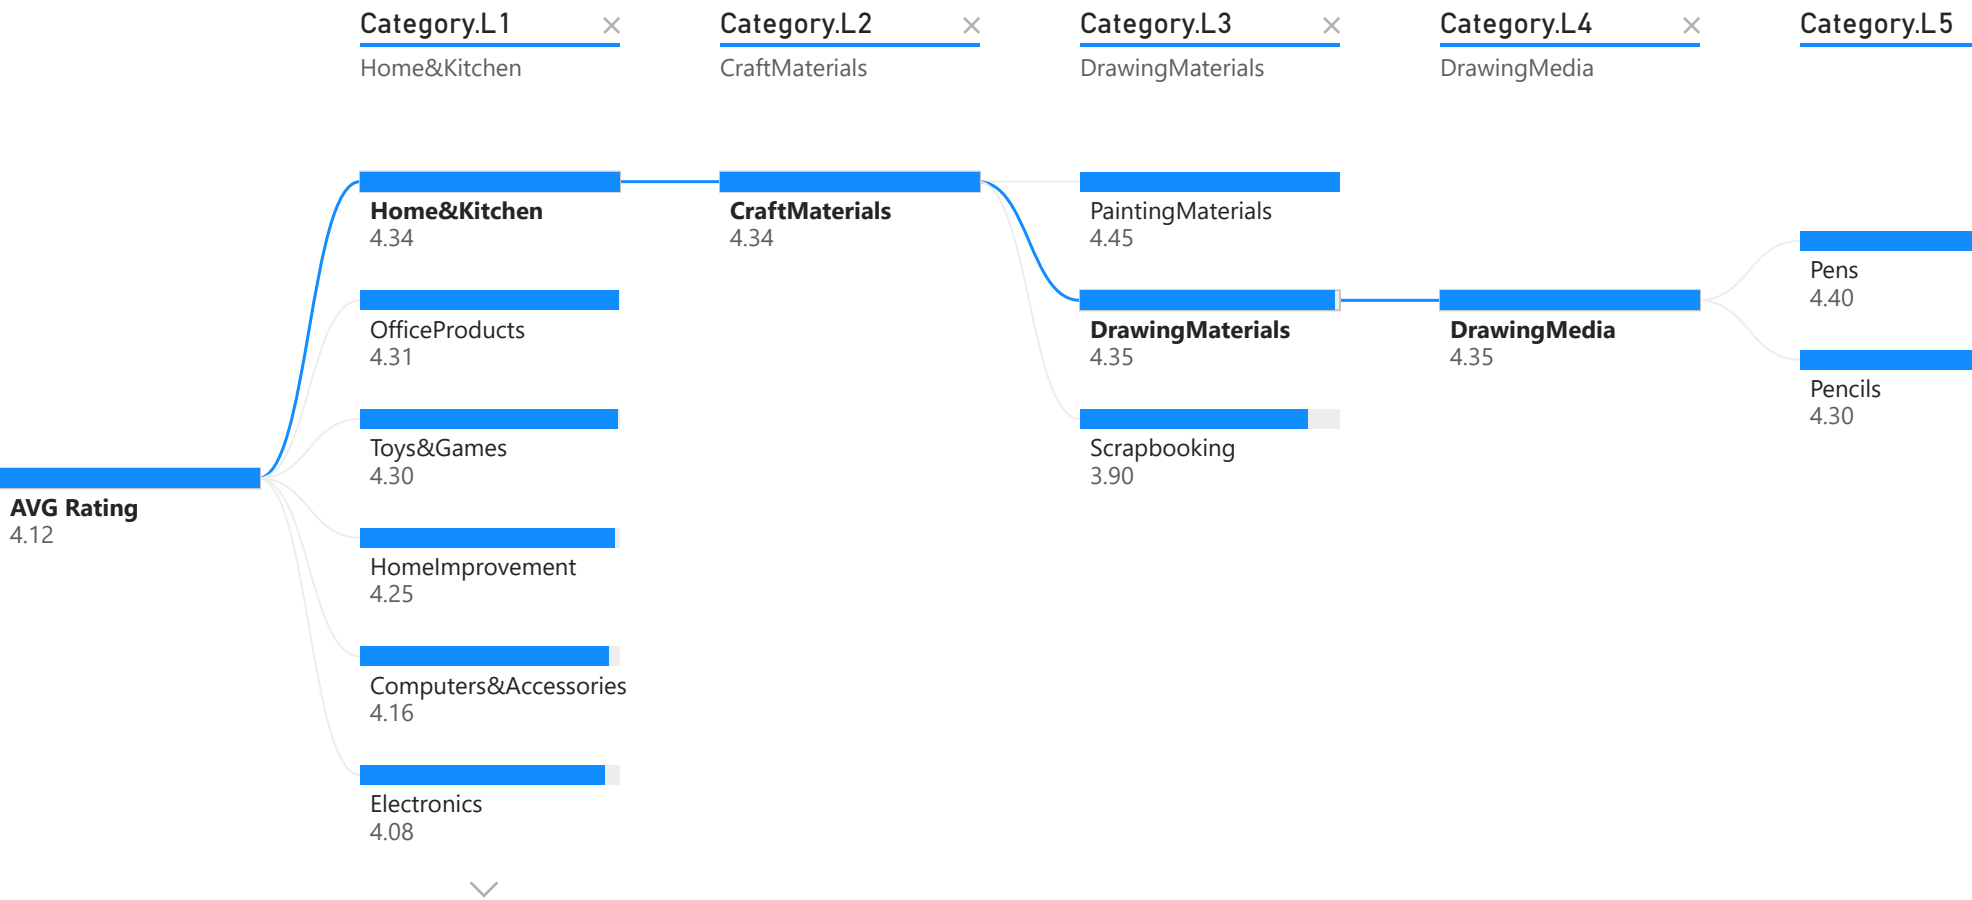 Category.L1
Home&Kitchen
Category.L2
CraftMaterials
Category.L3
DrawingMaterials
Category.L4
DrawingMedia
Category.L5
AVG Rating
4.12
Home&Kitchen
4.34
OfficeProducts
4.31
Toys&Games
4.30
HomeImprovement
4.25
Computers&Accessories
4.16
Electronics
4.08
CraftMaterials
4.34
PaintingMaterials
4.45
DrawingMaterials
4.35
Scrapbooking
3.90
DrawingMedia
4.35
Pens
4.40
Pencils
4.30